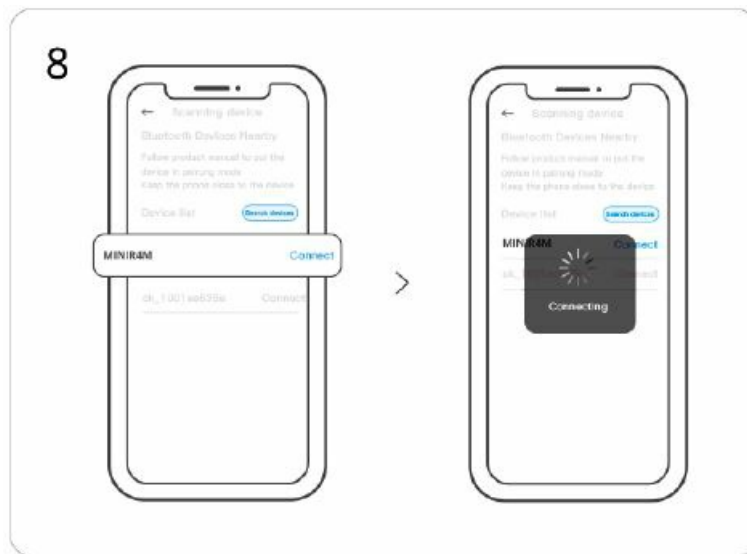 8
← Scanning device
Bluetooth Devices Nearby
Follow product manual to put the
device in pairing mode
Keep the phone close to the device
Device list Search devices
MINIR4M Connect
Connect
>
← Scanning device
Bluetooth Devices Nearby
Follow product manual to put the
device in pairing mode
Keep the phone close to the device
Device list Search devices
MINIR4M Connect
Connecting